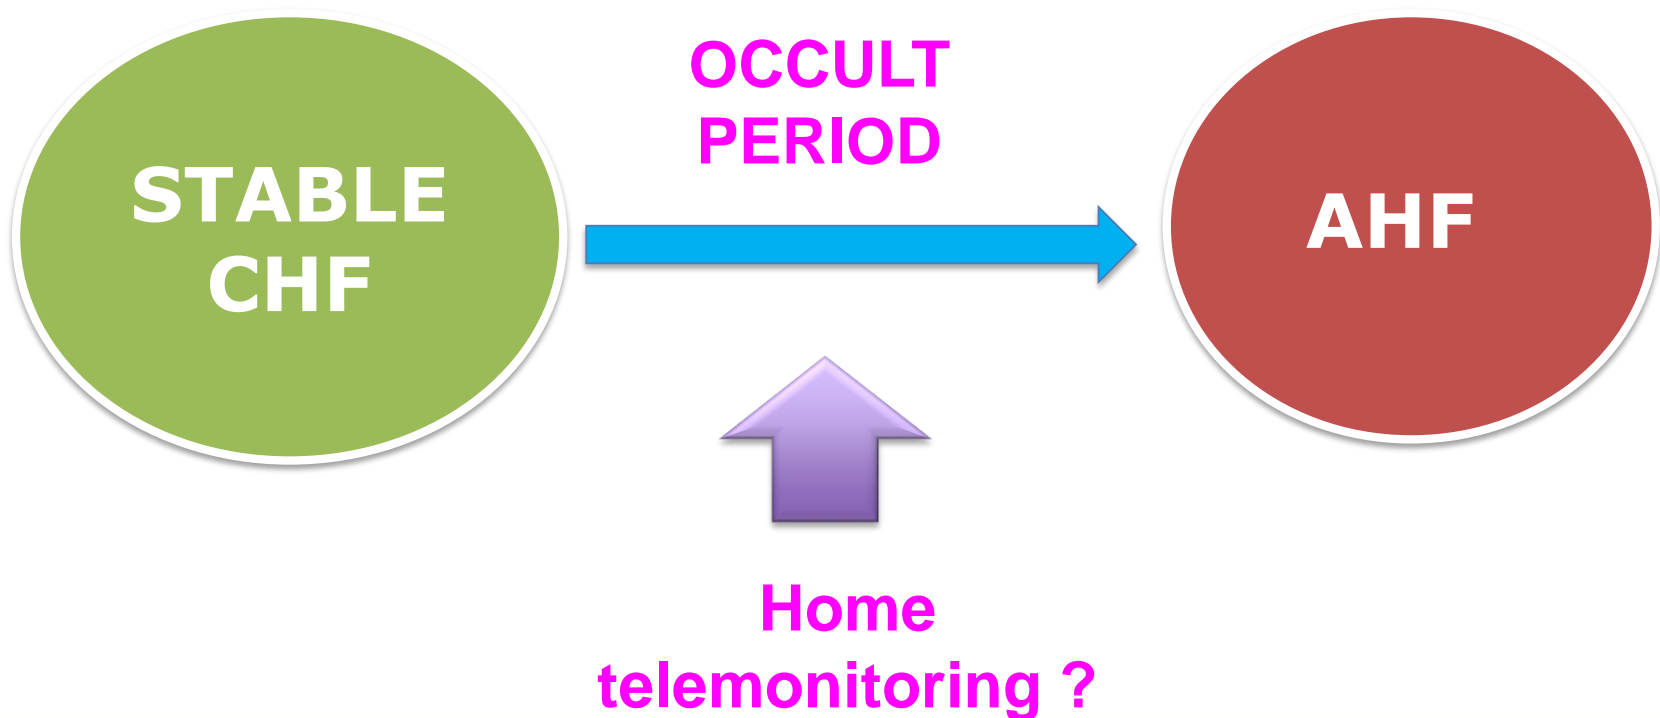 OCCULT
PERIOD
STABLE
CHF
AHF
Home
telemonitoring ?